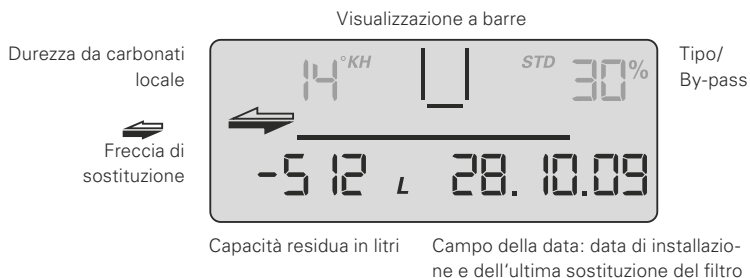 Visualizzazione a barre
Durezza da carbonati
locale
14 °KH
STD 30%
Tipo/
By-pass
Freccia di
sostituzione
-512 L 28.10.09
Capacità residua in litri
Campo della data: data di installazio-
ne e dell‘ultima sostituzione del filtro